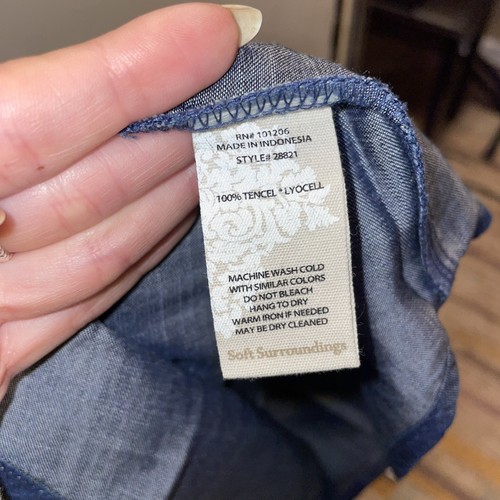 RN# 101206
MADE IN INDONESIA
STYLE# 28821
100% TENCEL * LYOCELL
MACHINE WASH COLD
WITH SIMILAR COLORS
DO NOT BLEACH
HANG TO DRY
WARM IRON IF NEEDED
MAY BE DRY CLEANED
Soft Surroundings